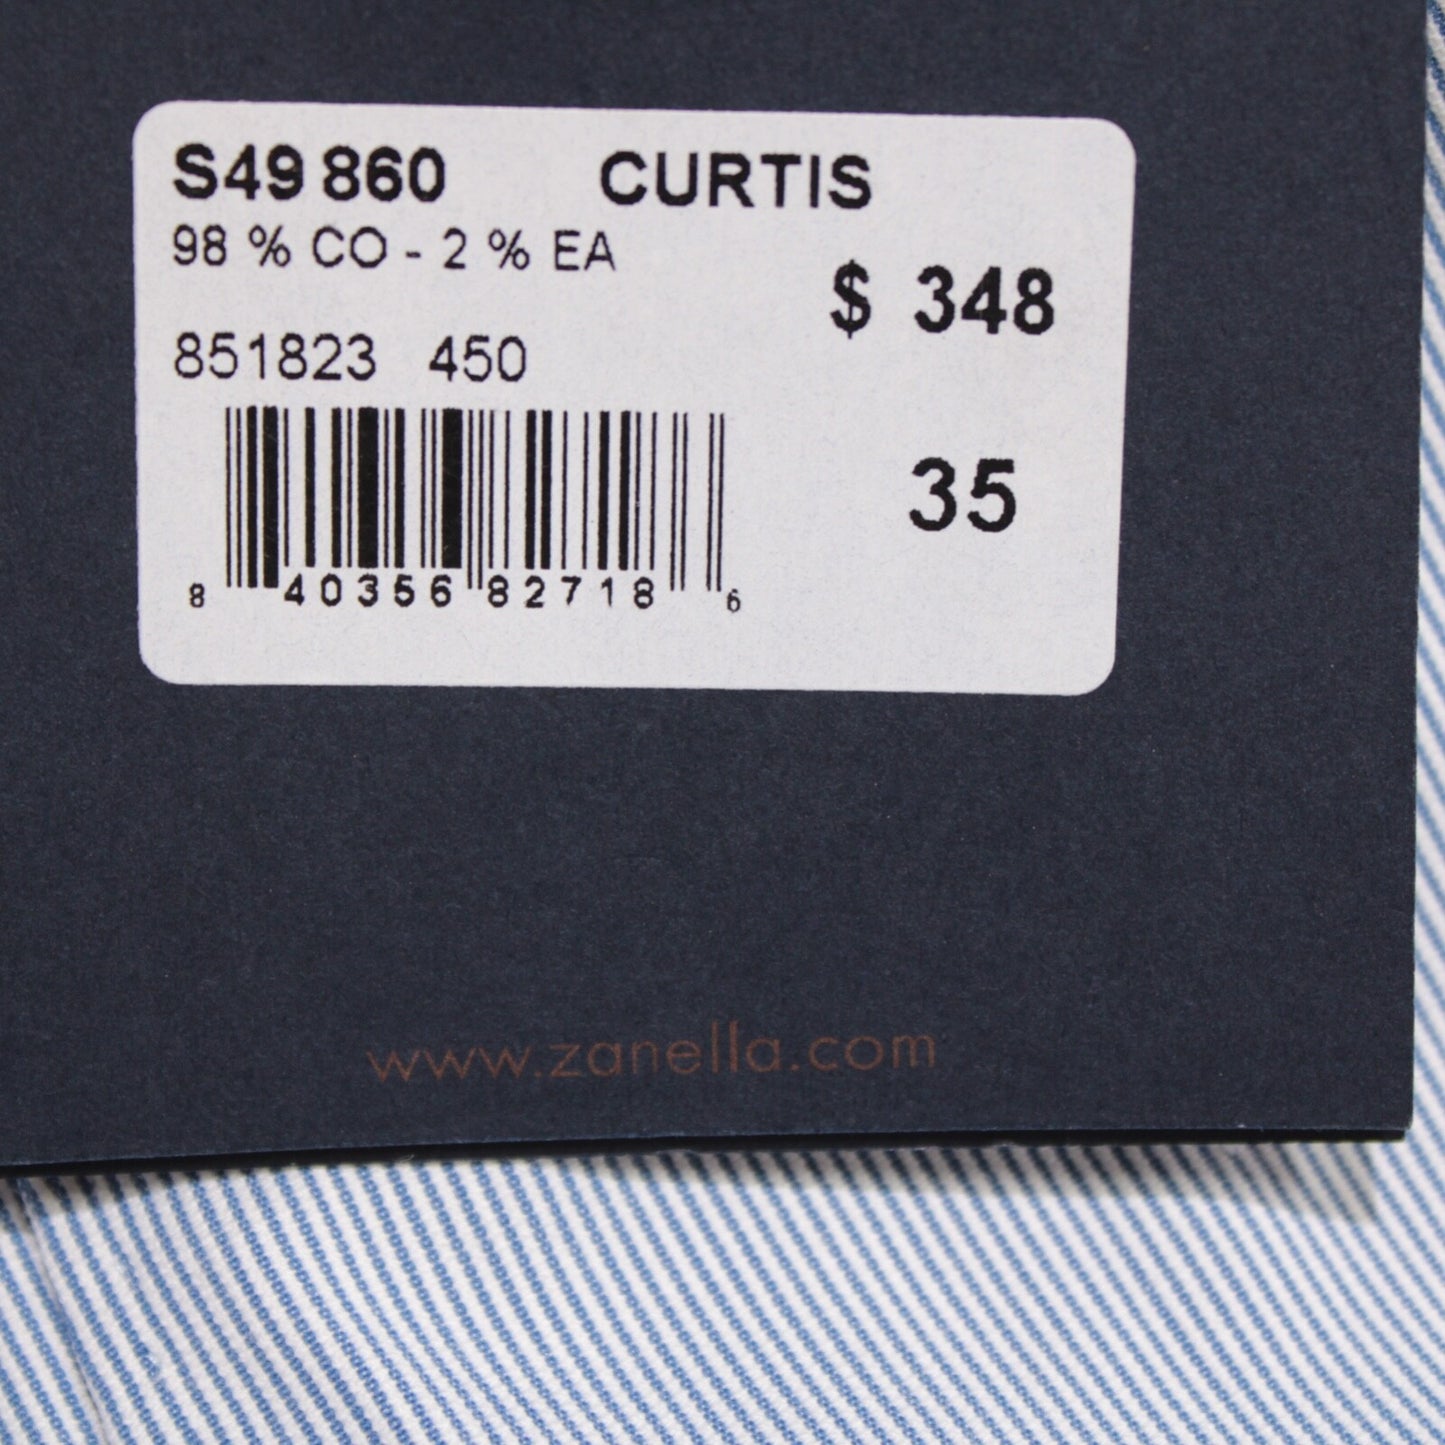 S49 860 CURTIS
98 % CO - 2 % EA
$ 348
851823 450
35
8 40356 82718 6
www.zanella.com